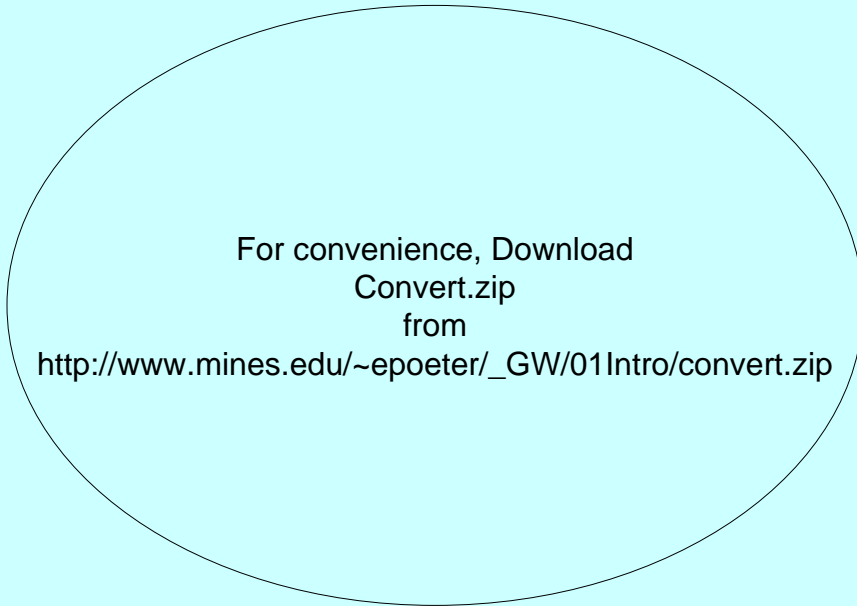 For convenience, Download
Convert.zip
from
http://www.mines.edu/~epoeter/_GW/01Intro/convert.zip